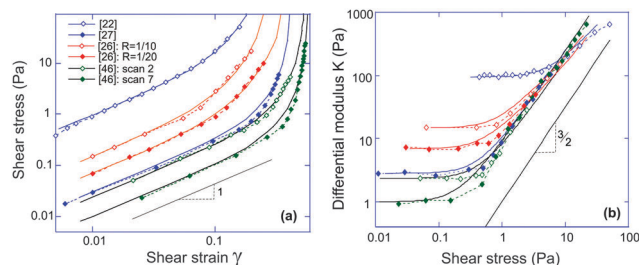 [22]
[27]
[26]: R=1/10
[26]: R=1/20
[46]: scan 2
[46]: scan 7
Shear stress (Pa)
10
1
0.1
0.01
0.01
0.1
1
(a)
Shear strain γ
Differential modulus K (Pa)
1000
100
10
1
0.01
0.1
1
10
100
3/2
(b)
Shear stress (Pa)